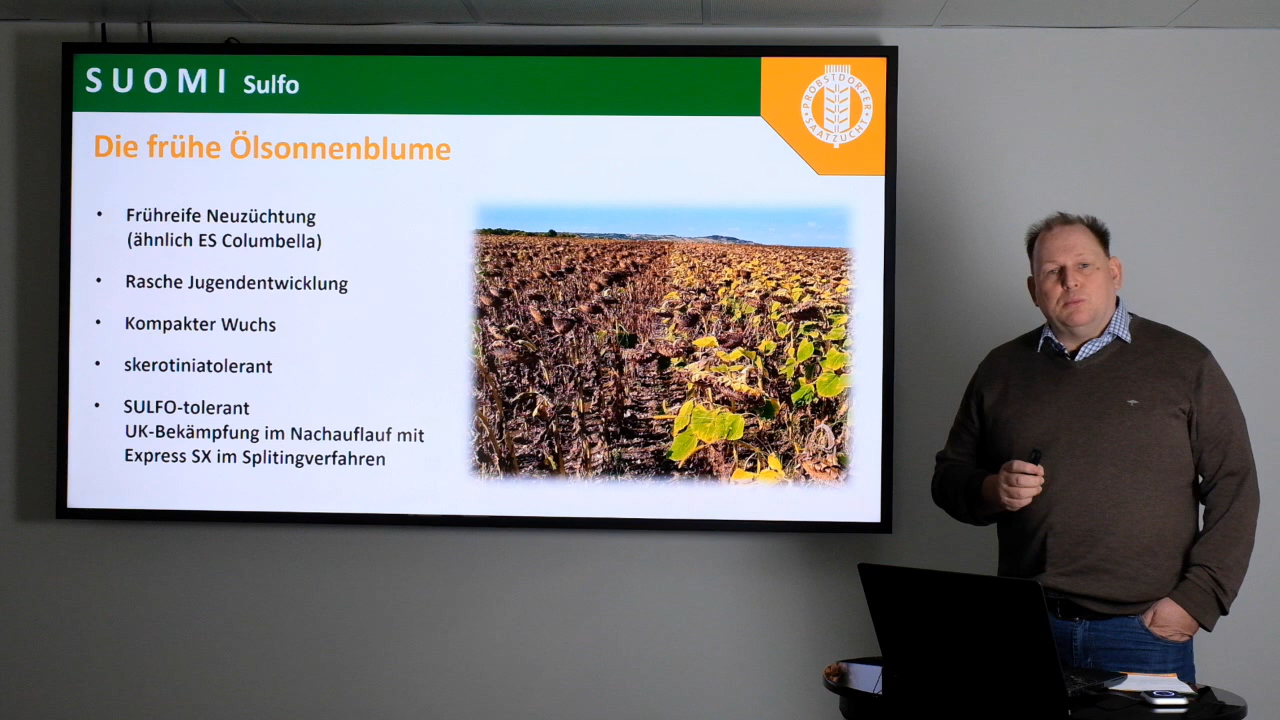 SUOMI Sulfo
PROBSTDORFER
SAATZUCHT
Die frühe Ölsonnenblume
• Frühreife Neuzüchtung
(ähnlich ES Columbella)
• Rasche Jugendentwicklung
• Kompakter Wuchs
• skerotiniatolerant
• SULFO-tolerant
UK-Bekämpfung im Nachauflauf mit
Express SX im Splitingverfahren